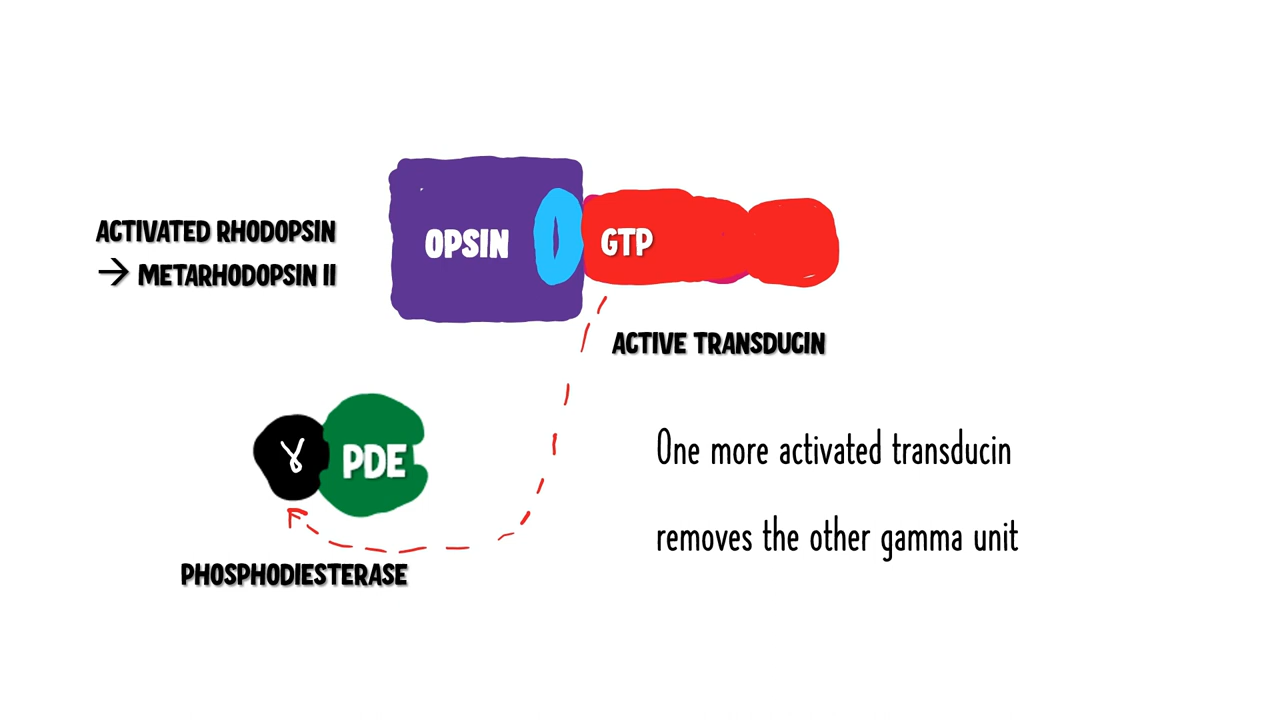 ACTIVATED RHODOPSIN
→ METARHODOPSIN II
OPSIN
GTP
ACTIVE TRANSDUCIN
γ
PDE
PHOSPHODIESTERASE
One more activated transducin
removes the other gamma unit